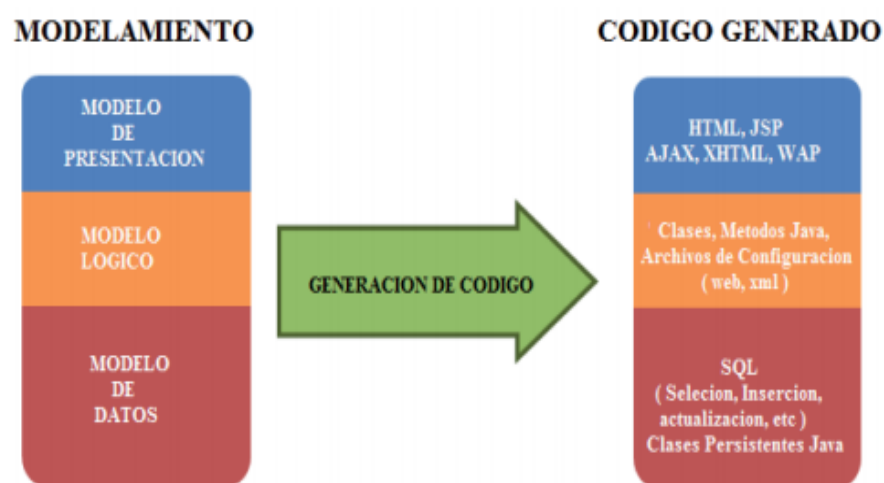 MODELAMIENTO
MODELO
DE
PRESENTACION
MODELO
LOGICO
MODELO
DE
DATOS
GENERACION DE CODIGO
CODIGO GENERADO
HTML, JSP
AJAX, XHTML, WAP
Clases, Metodos Java,
Archivos de Configuracion
( web, xml )
SQL
( Selecion, Insercion,
actualizacion, etc )
Clases Persistentes Java